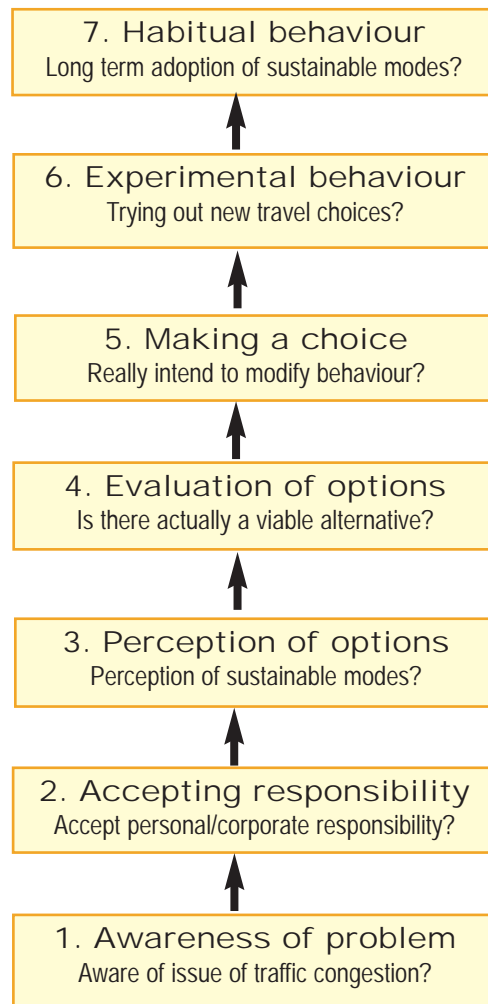 7. Habitual behaviour
Long term adoption of sustainable modes?
6. Experimental behaviour
Trying out new travel choices?
5. Making a choice
Really intend to modify behaviour?
4. Evaluation of options
Is there actually a viable alternative?
3. Perception of options
Perception of sustainable modes?
2. Accepting responsibility
Accept personal/corporate responsibility?
1. Awareness of problem
Aware of issue of traffic congestion?